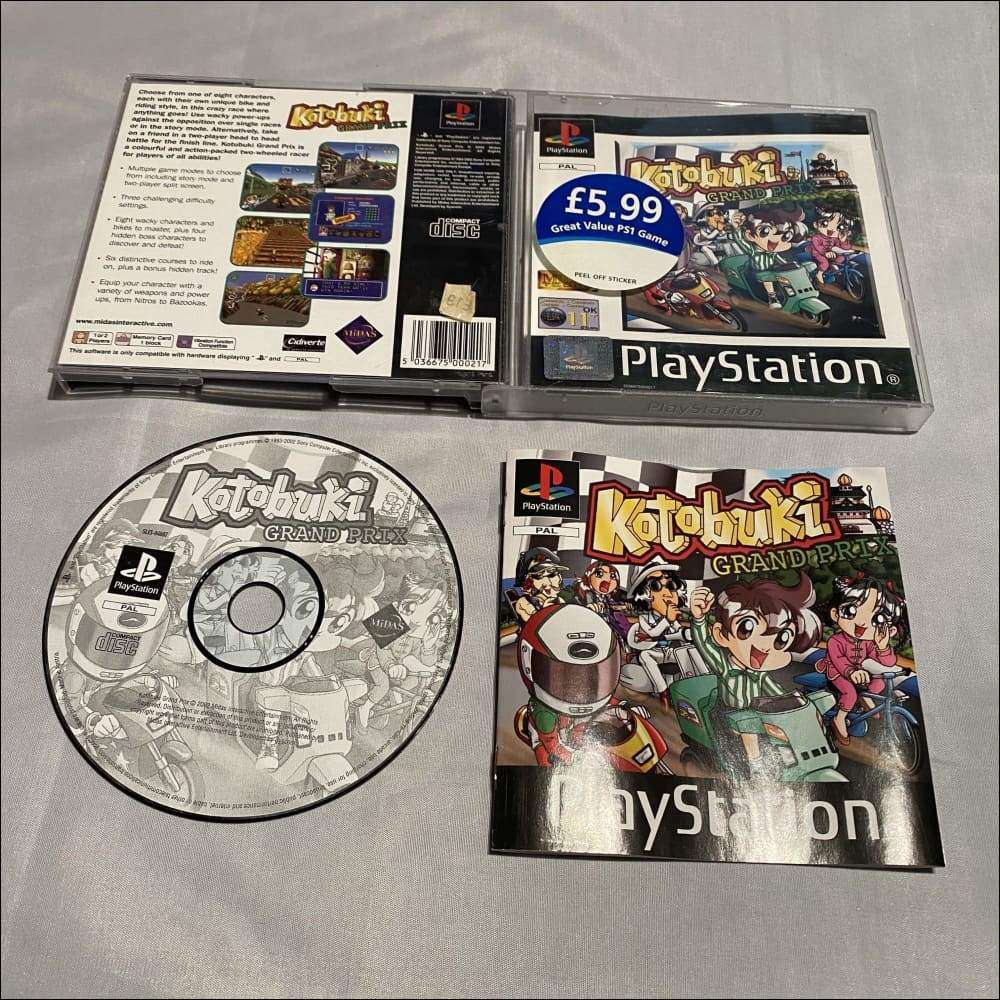 Choose from one of eight characters,
each with their own unique bike and
riding style, in this crazy race where
anything goes! Use wacky power-ups
against the opposition over single races
or in the story mode. Alternatively, take
on a friend in a two-player head to head
battle for the finish line. Kotobuki Grand Prix is
a colourful and action-packed two-wheeled racer
for players of all abilities!
• Multiple game modes to choose
from including story mode and
two-player split screen.
• Three challenging difficulty
settings.
• Eight wacky characters and
bikes to master, plus four
hidden boss characters to
discover and defeat!
• Six distinctive courses to ride
on, plus a bonus hidden track!
• Equip your character with a
variety of weapons and power
ups, from Nitros to Bazookas.
www.midasinteractive.com
1 or 2
Players
Memory Card
1 block
Vibration Function
Compatible
Cidiverte
MiDAS
This software is only compatible with hardware displaying
and
PAL
Kotobuki
GRAND PRIX
PlayStation
COMPACT
disc
5 036675 000217
PlayStation
PAL
Kotobuki
GRAND PRIX
£5.99
Great Value PS1 Game
PEEL OFF STICKER
11
OK
PlayStation
PlayStation®
PlayStation
Kotobuki
GRAND PRIX
PlayStation
PAL
COMPACT
disc
MiDAS
PlayStation
PAL
Kotobuki
GRAND PRIX
PlayStation